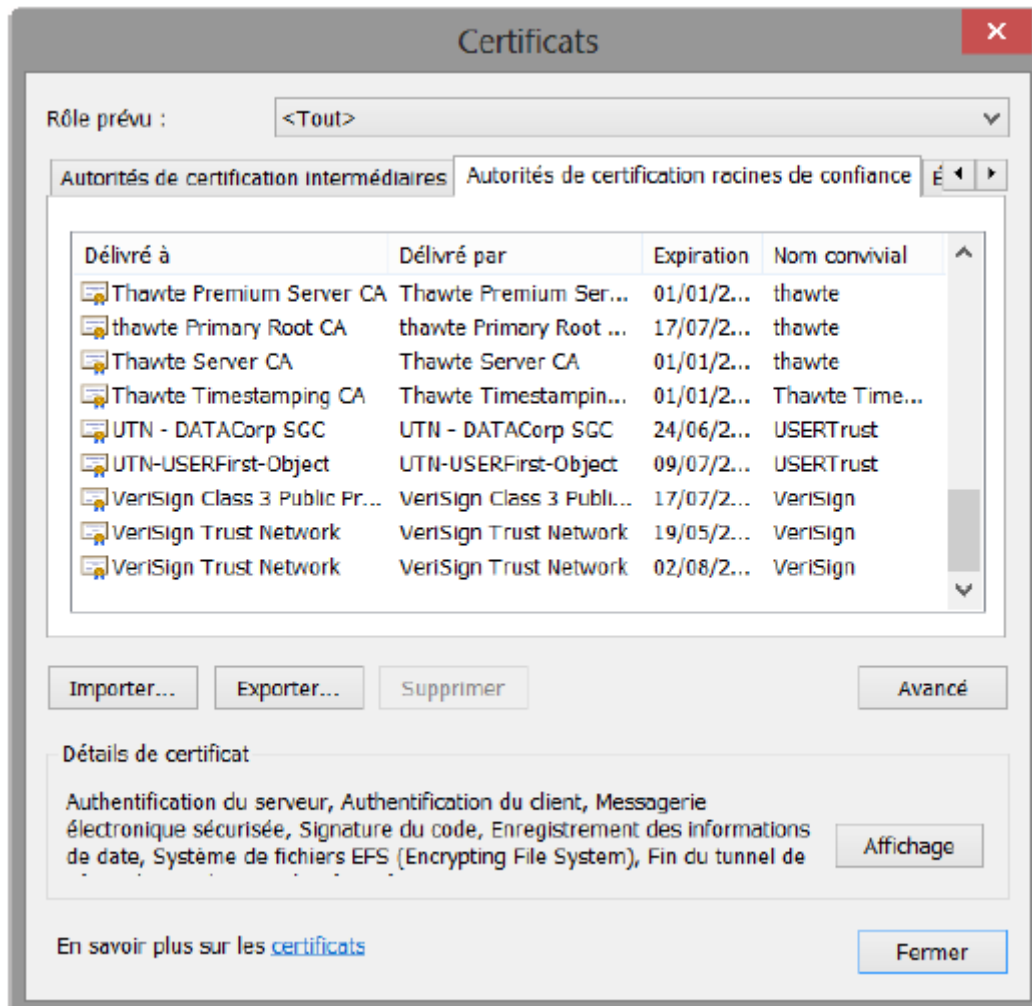 Certificats
Rôle prévu : <Tout>
Autorités de certification intermédiaires Autorités de certification racines de confiance É
Délivré à Délivré par Expiration Nom convivial
Thawte Premium Server CA Thawte Premium Ser... 01/01/2... thawte
thawte Primary Root CA thawte Primary Root ... 17/07/2... thawte
Thawte Server CA Thawte Server CA 01/01/2... thawte
Thawte Timestamping CA Thawte Timestampin... 01/01/2... Thawte Time...
UTN - DATACorp SGC UTN - DATACorp SGC 24/06/2... USERTrust
UTN-USERFirst-Object UTN-USERFirst-Object 09/07/2... USERTrust
VeriSign Class 3 Public Pr... VeriSign Class 3 Publi... 17/07/2... VeriSign
VeriSign Trust Network VeriSign Trust Network 19/05/2... VeriSign
VeriSign Trust Network VeriSign Trust Network 02/08/2... VeriSign
Importer... Exporter... Supprimer Avancé
Détails de certificat
Authentification du serveur, Authentification du client, Messagerie
électronique sécurisée, Signature du code, Enregistrement des informations
de date, Système de fichiers EFS (Encrypting File System), Fin du tunnel de
Affichage
En savoir plus sur les certificats
Fermer